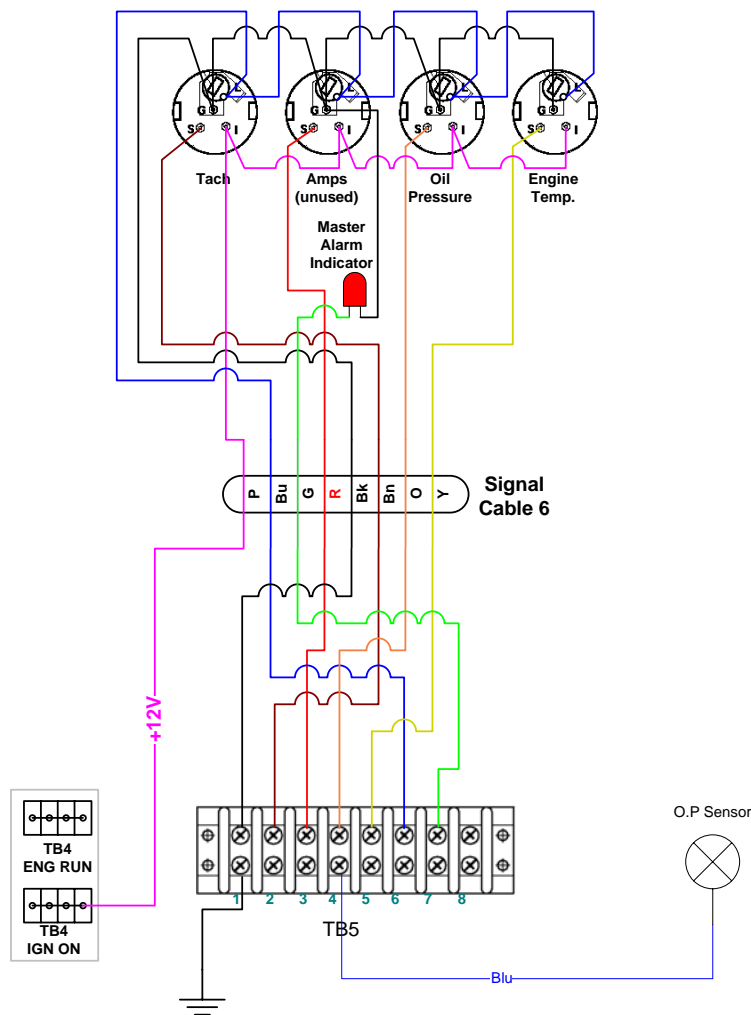 L
L
L
L
G
G
G
G
S
I
S
I
S
I
S
I
Tach
Amps
(unused)
Oil
Pressure
Engine
Temp.
Master
Alarm
Indicator
P
Bu
G
R
Bk
Bn
O
Y
Signal
Cable 6
+12V
TB4
ENG RUN
TB4
IGN ON
O.P Sensor
1
2
3
4
5
6
7
8
TB5
Blu